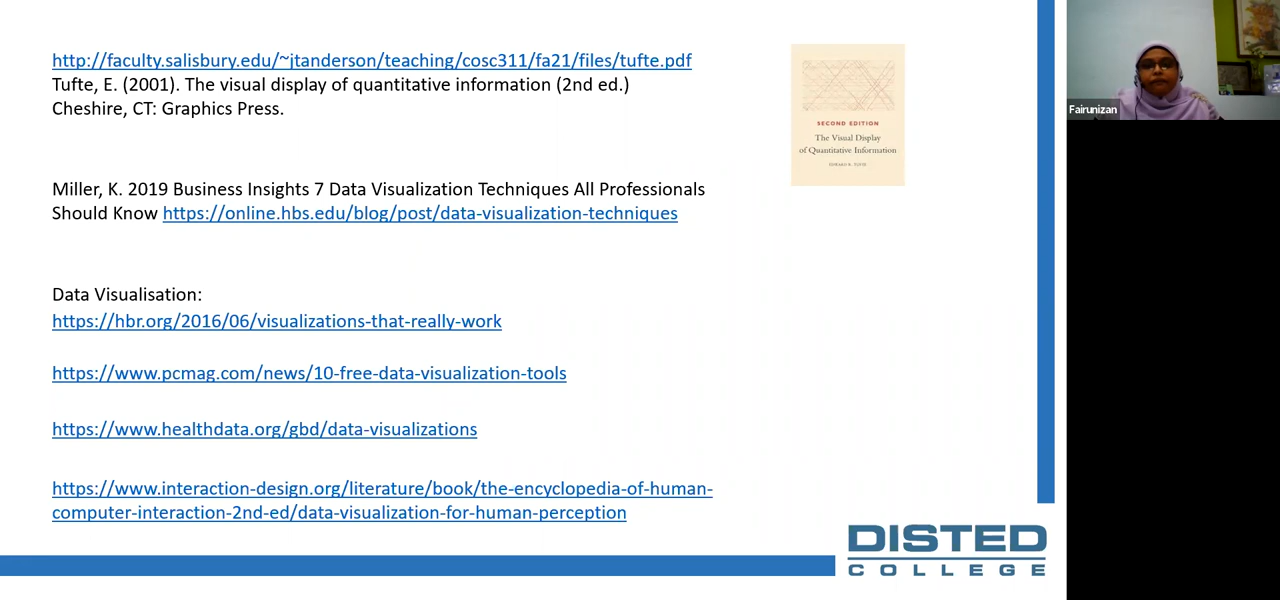 http://faculty.salisbury.edu/~jtanderson/teaching/cosc311/fa21/files/tufte.pdf
Tufte, E. (2001). The visual display of quantitative information (2nd ed.)
Cheshire, CT: Graphics Press.
SECOND EDITION
The Visual Display
of Quantitative Information
EDWARD R. TUFTE
Miller, K. 2019 Business Insights 7 Data Visualization Techniques All Professionals
Should Know https://online.hbs.edu/blog/post/data-visualization-techniques
Data Visualisation:
https://hbr.org/2016/06/visualizations-that-really-work
https://www.pcmag.com/news/10-free-data-visualization-tools
https://www.healthdata.org/gbd/data-visualizations
https://www.interaction-design.org/literature/book/the-encyclopedia-of-human-
computer-interaction-2nd-ed/data-visualization-for-human-perception
DISTED
COLLEGE
Fairunizan